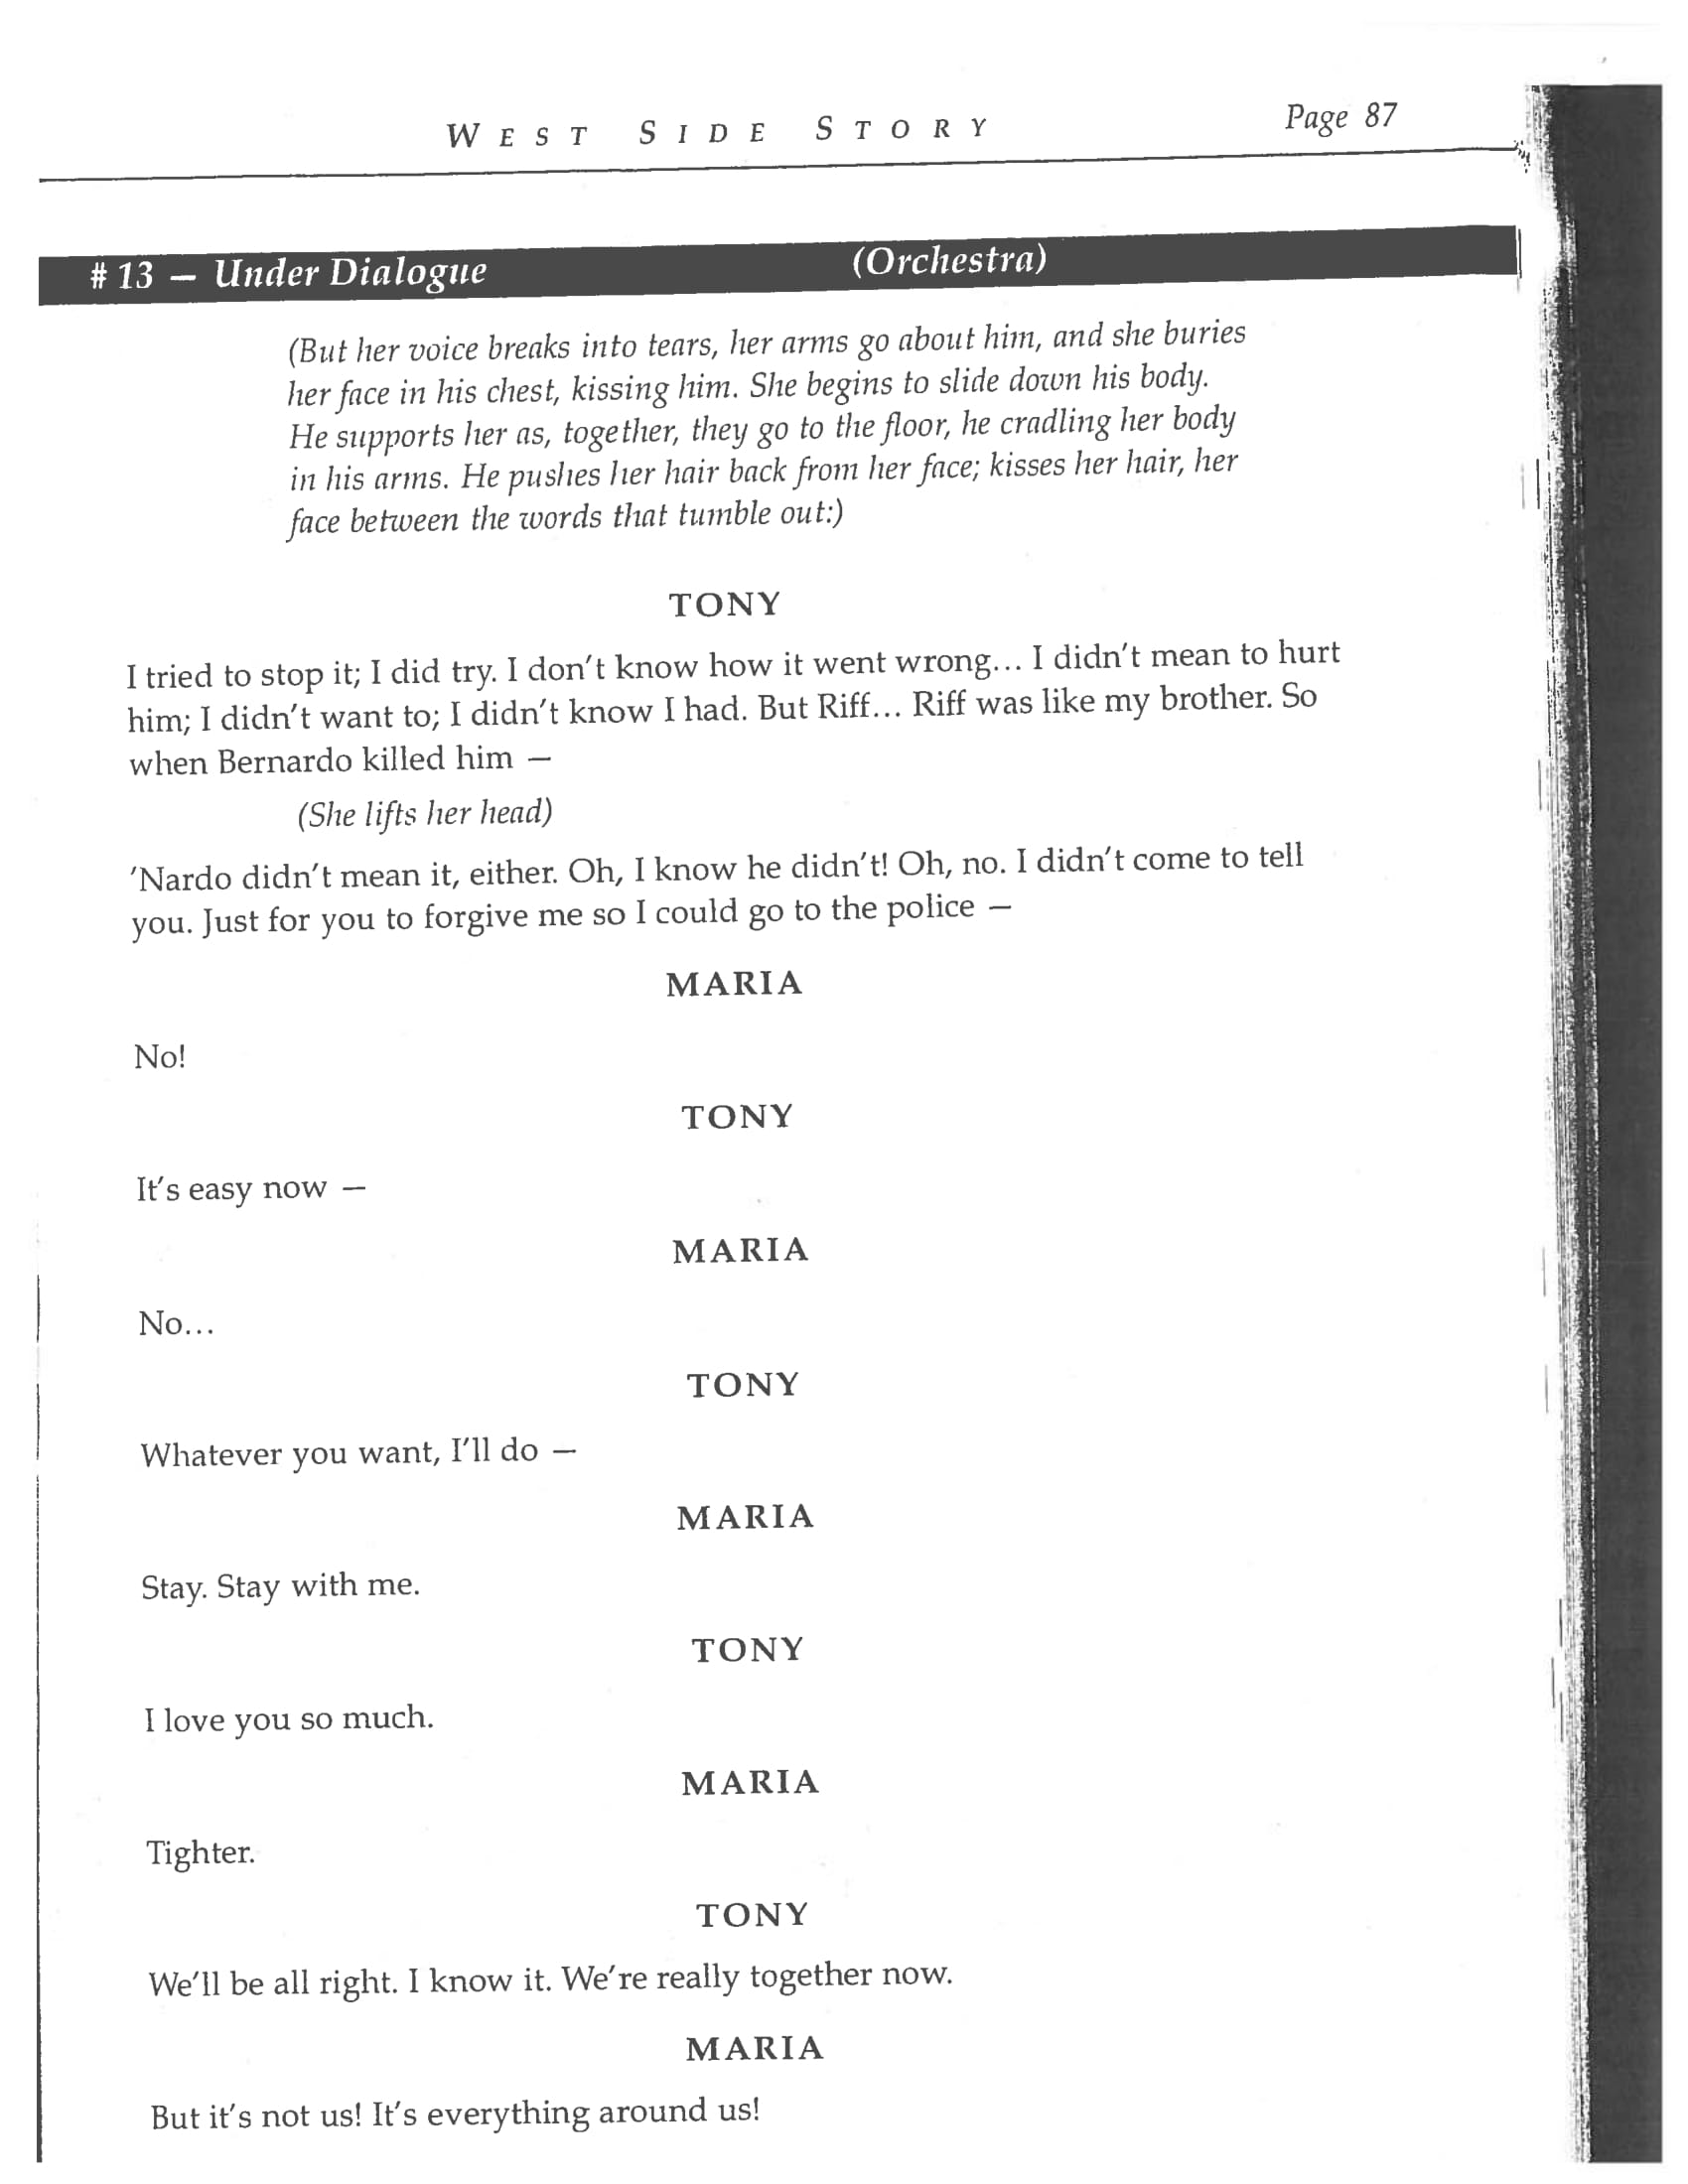 WEST SIDE STORY
Page 87
# 13 — Under Dialogue (Orchestra)
(But her voice breaks into tears, her arms go about him, and she buries
her face in his chest, kissing him. She begins to slide down his body.
He supports her as, together, they go to the floor, he cradling her body
in his arms. He pushes her hair back from her face; kisses her hair, her
face between the words that tumble out:)
TONY
I tried to stop it; I did try. I don't know how it went wrong... I didn't mean to hurt
him; I didn't want to; I didn't know I had. But Riff... Riff was like my brother. So
when Bernardo killed him —
(She lifts her head)
'Nardo didn't mean it, either. Oh, I know he didn't! Oh, no. I didn't come to tell
you. Just for you to forgive me so I could go to the police —
MARIA
No!
TONY
It's easy now —
MARIA
No...
TONY
Whatever you want, I'll do —
MARIA
Stay. Stay with me.
TONY
I love you so much.
MARIA
Tighter.
TONY
We'll be all right. I know it. We're really together now.
MARIA
But it's not us! It's everything around us!